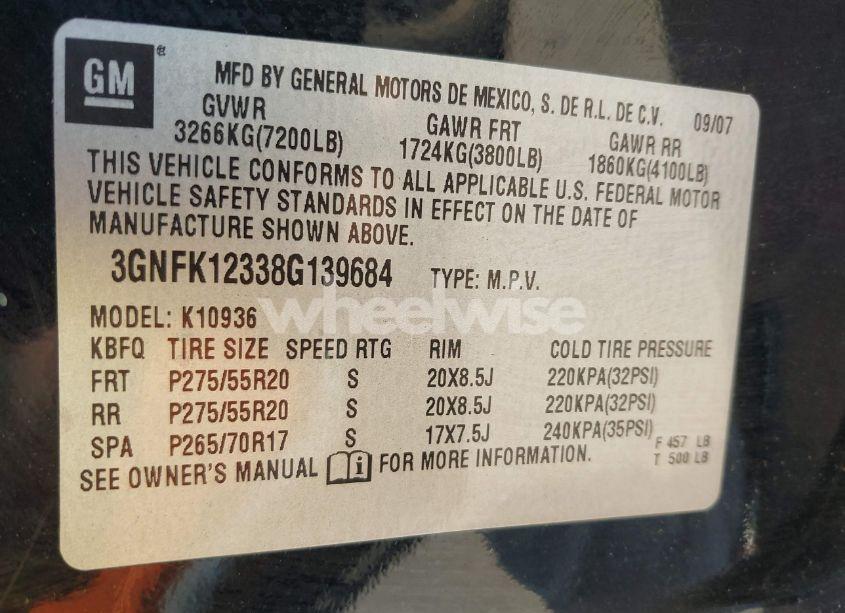 GM ®
MFD BY GENERAL MOTORS DE MEXICO, S. DE R.L. DE C.V. 09/07
GVWR GAWR FRT GAWR RR
3266KG(7200LB) 1724KG(3800LB) 1860KG(4100LB)
THIS VEHICLE CONFORMS TO ALL APPLICABLE U.S. FEDERAL MOTOR
VEHICLE SAFETY STANDARDS IN EFFECT ON THE DATE OF
MANUFACTURE SHOWN ABOVE.
3GNFK12338G139684 TYPE: M.P.V.
wheelwise
MODEL: K10936
KBFQ TIRE SIZE SPEED RTG RIM COLD TIRE PRESSURE
FRT P275/55R20 S 20X8.5J 220KPA(32PSI)
RR P275/55R20 S 20X8.5J 220KPA(32PSI)
SPA P265/70R17 S 17X7.5J 240KPA(35PSI)
F 457 LB
T 500 LB
SEE OWNER'S MANUAL i FOR MORE INFORMATION.